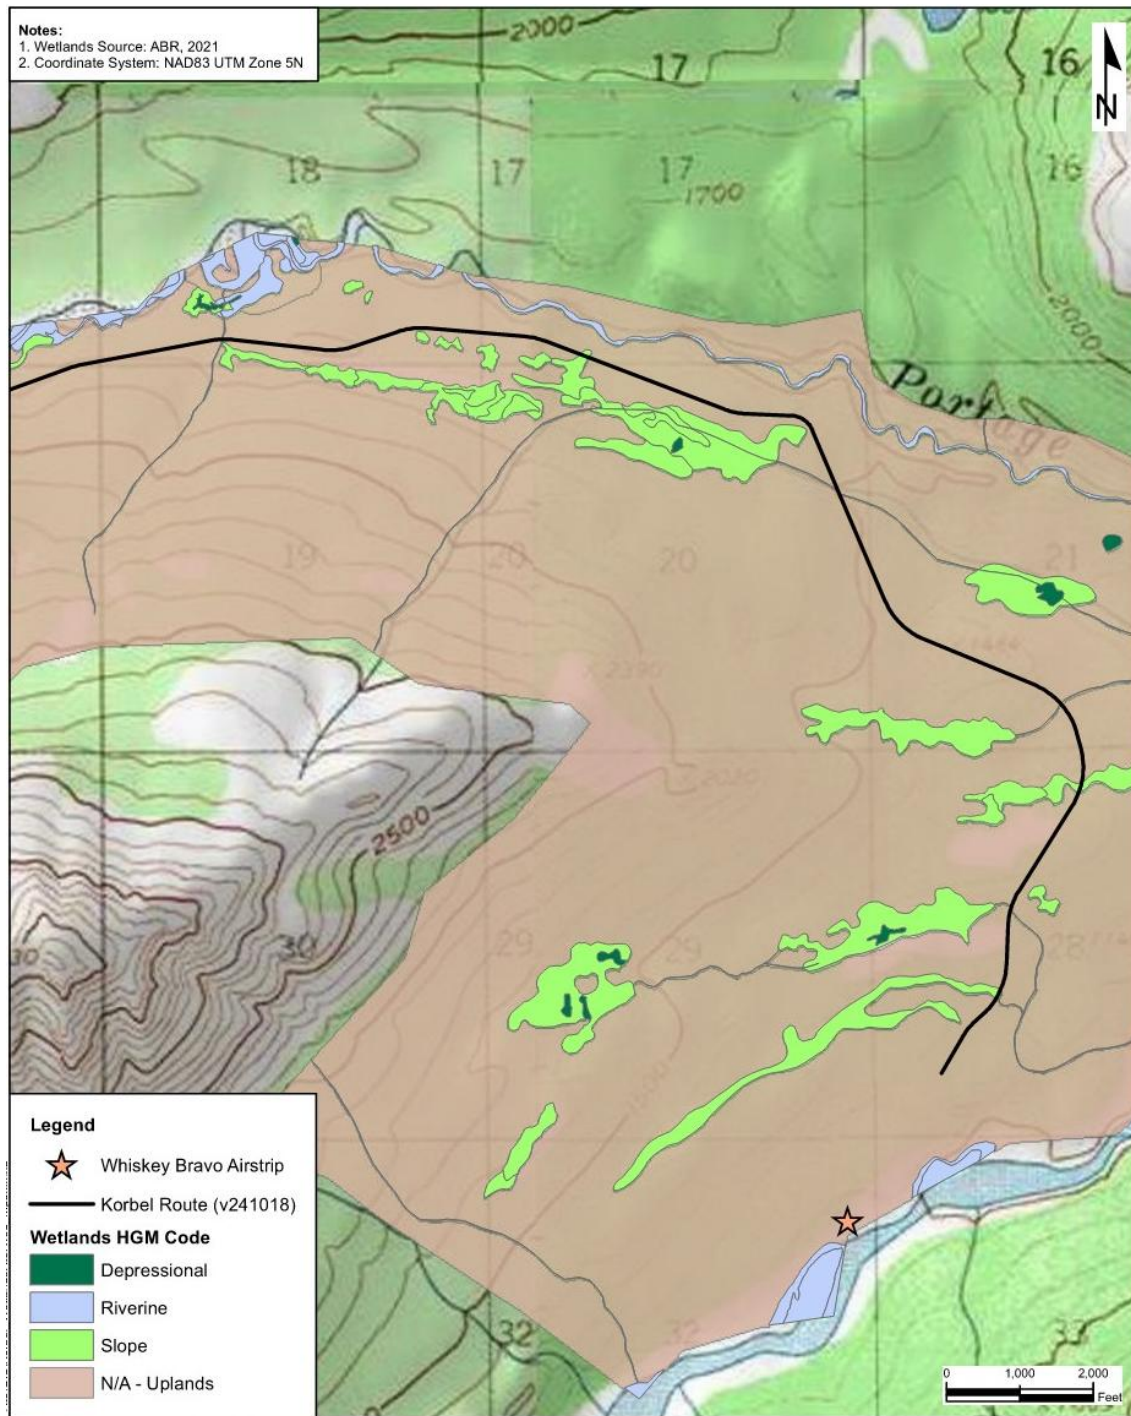 Notes:
1. Wetlands Source: ABR, 2021
2. Coordinate System: NAD83 UTM Zone 5N
2000
17
16
N
18
17
17
1700
16
2000
Portage
19
20
20
21
2390
2500
30
30
29
29
28
Legend
Whiskey Bravo Airstrip
Korbel Route (v241018)
Wetlands HGM Code
Depressional
Riverine
Slope
N/A - Uplands
32
32
33
0 1,000 2,000
Feet